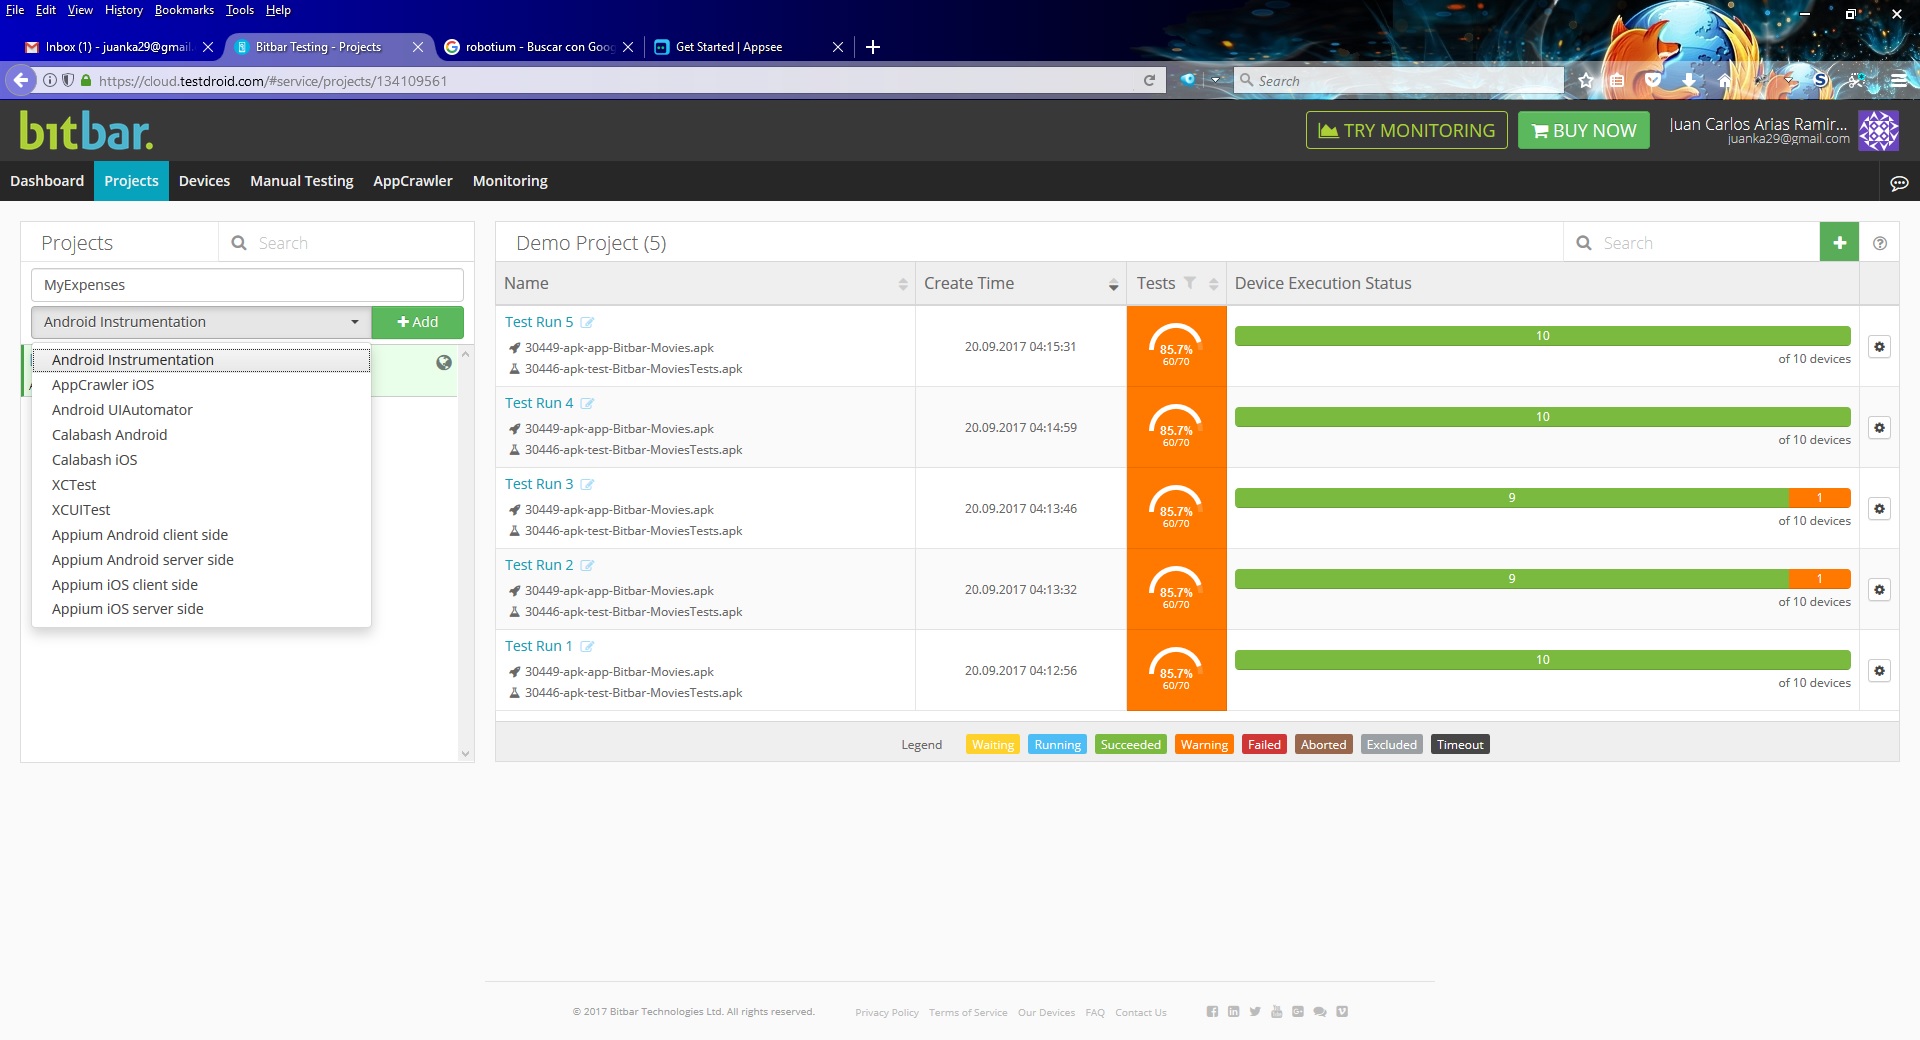 File Edit View History Bookmarks Tools Help
Inbox (1) - juanka29@gmail. Bitbar Testing - Projects robotium - Buscar con Goog Get Started | Appsee
https://cloud.testdroid.com/#service/projects/134109561 Search
bitbar. TRY MONITORING BUY NOW Juan Carlos Arias Ramir...
juanka29@gmail.com
Dashboard Projects Devices Manual Testing AppCrawler Monitoring
Projects Search
MyExpenses
Android Instrumentation Add
Android Instrumentation
AppCrawler iOS
Android UIAutomator
Calabash Android
Calabash iOS
XCTest
XCUITest
Appium Android client side
Appium Android server side
Appium iOS client side
Appium iOS server side
Demo Project (5) Search
Name Create Time Tests Device Execution Status
Test Run 5
30449-apk-app-Bitbar-Movies.apk
30446-apk-test-Bitbar-MoviesTests.apk
20.09.2017 04:15:31
85.7%
60/70
10
of 10 devices
Test Run 4
30449-apk-app-Bitbar-Movies.apk
30446-apk-test-Bitbar-MoviesTests.apk
20.09.2017 04:14:59
85.7%
60/70
10
of 10 devices
Test Run 3
30449-apk-app-Bitbar-Movies.apk
30446-apk-test-Bitbar-MoviesTests.apk
20.09.2017 04:13:46
85.7%
60/70
9 1
of 10 devices
Test Run 2
30449-apk-app-Bitbar-Movies.apk
30446-apk-test-Bitbar-MoviesTests.apk
20.09.2017 04:13:32
85.7%
60/70
9 1
of 10 devices
Test Run 1
30449-apk-app-Bitbar-Movies.apk
30446-apk-test-Bitbar-MoviesTests.apk
20.09.2017 04:12:56
85.7%
60/70
10
of 10 devices
Legend Waiting Running Succeeded Warning Failed Aborted Excluded Timeout
© 2017 Bitbar Technologies Ltd. All rights reserved. Privacy Policy Terms of Service Our Devices FAQ Contact Us